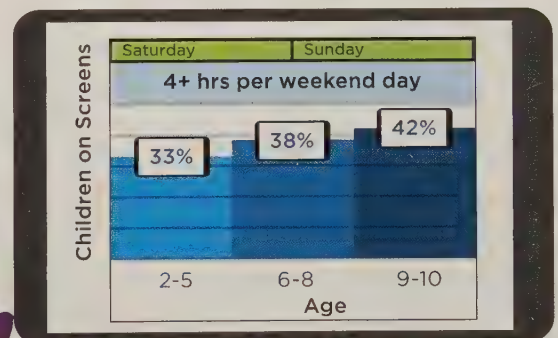 Children on Screens
Saturday Sunday
4+ hrs per weekend day
33% 38% 42%
2-5 6-8 9-10
Age